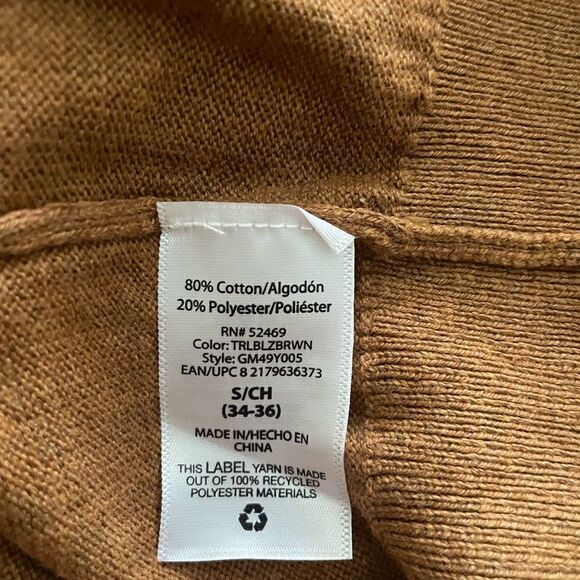 80% Cotton/Algodón
20% Polyester/Poliéster
RN# 52469
Color: TRLBLZBRWN
Style: GM49Y005
EAN/UPC 8 2179636373
S/CH
(34-36)
MADE IN/HECHO EN
CHINA
THIS LABEL YARN IS MADE
OUT OF 100% RECYCLED
POLYESTER MATERIALS